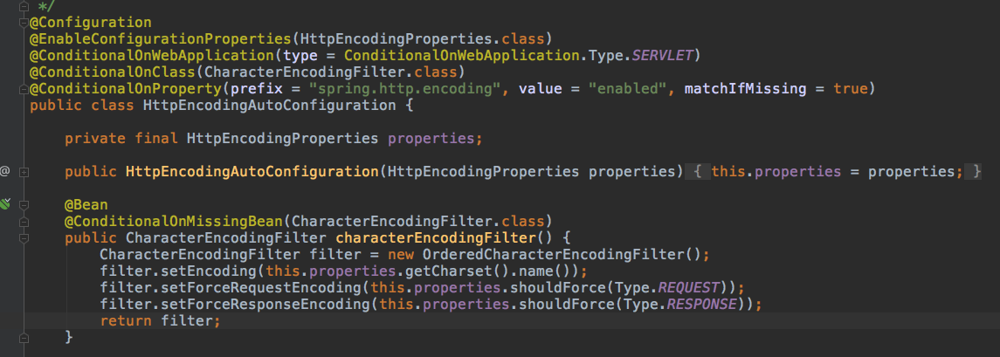 */
@Configuration
@EnableConfigurationProperties(HttpEncodingProperties.class)
@ConditionalOnWebApplication(type = ConditionalOnWebApplication.Type.SERVLET)
@ConditionalOnClass(CharacterEncodingFilter.class)
@ConditionalOnProperty(prefix = "spring.http.encoding", value = "enabled", matchIfMissing = true)
public class HttpEncodingAutoConfiguration {
private final HttpEncodingProperties properties;
@ public HttpEncodingAutoConfiguration(HttpEncodingProperties properties) { this.properties = properties; }
@Bean
@ConditionalOnMissingBean(CharacterEncodingFilter.class)
public CharacterEncodingFilter characterEncodingFilter() {
CharacterEncodingFilter filter = new OrderedCharacterEncodingFilter();
filter.setEncoding(this.properties.getCharset().name());
filter.setForceRequestEncoding(this.properties.shouldForce(Type.REQUEST));
filter.setForceResponseEncoding(this.properties.shouldForce(Type.RESPONSE));
return filter;
}